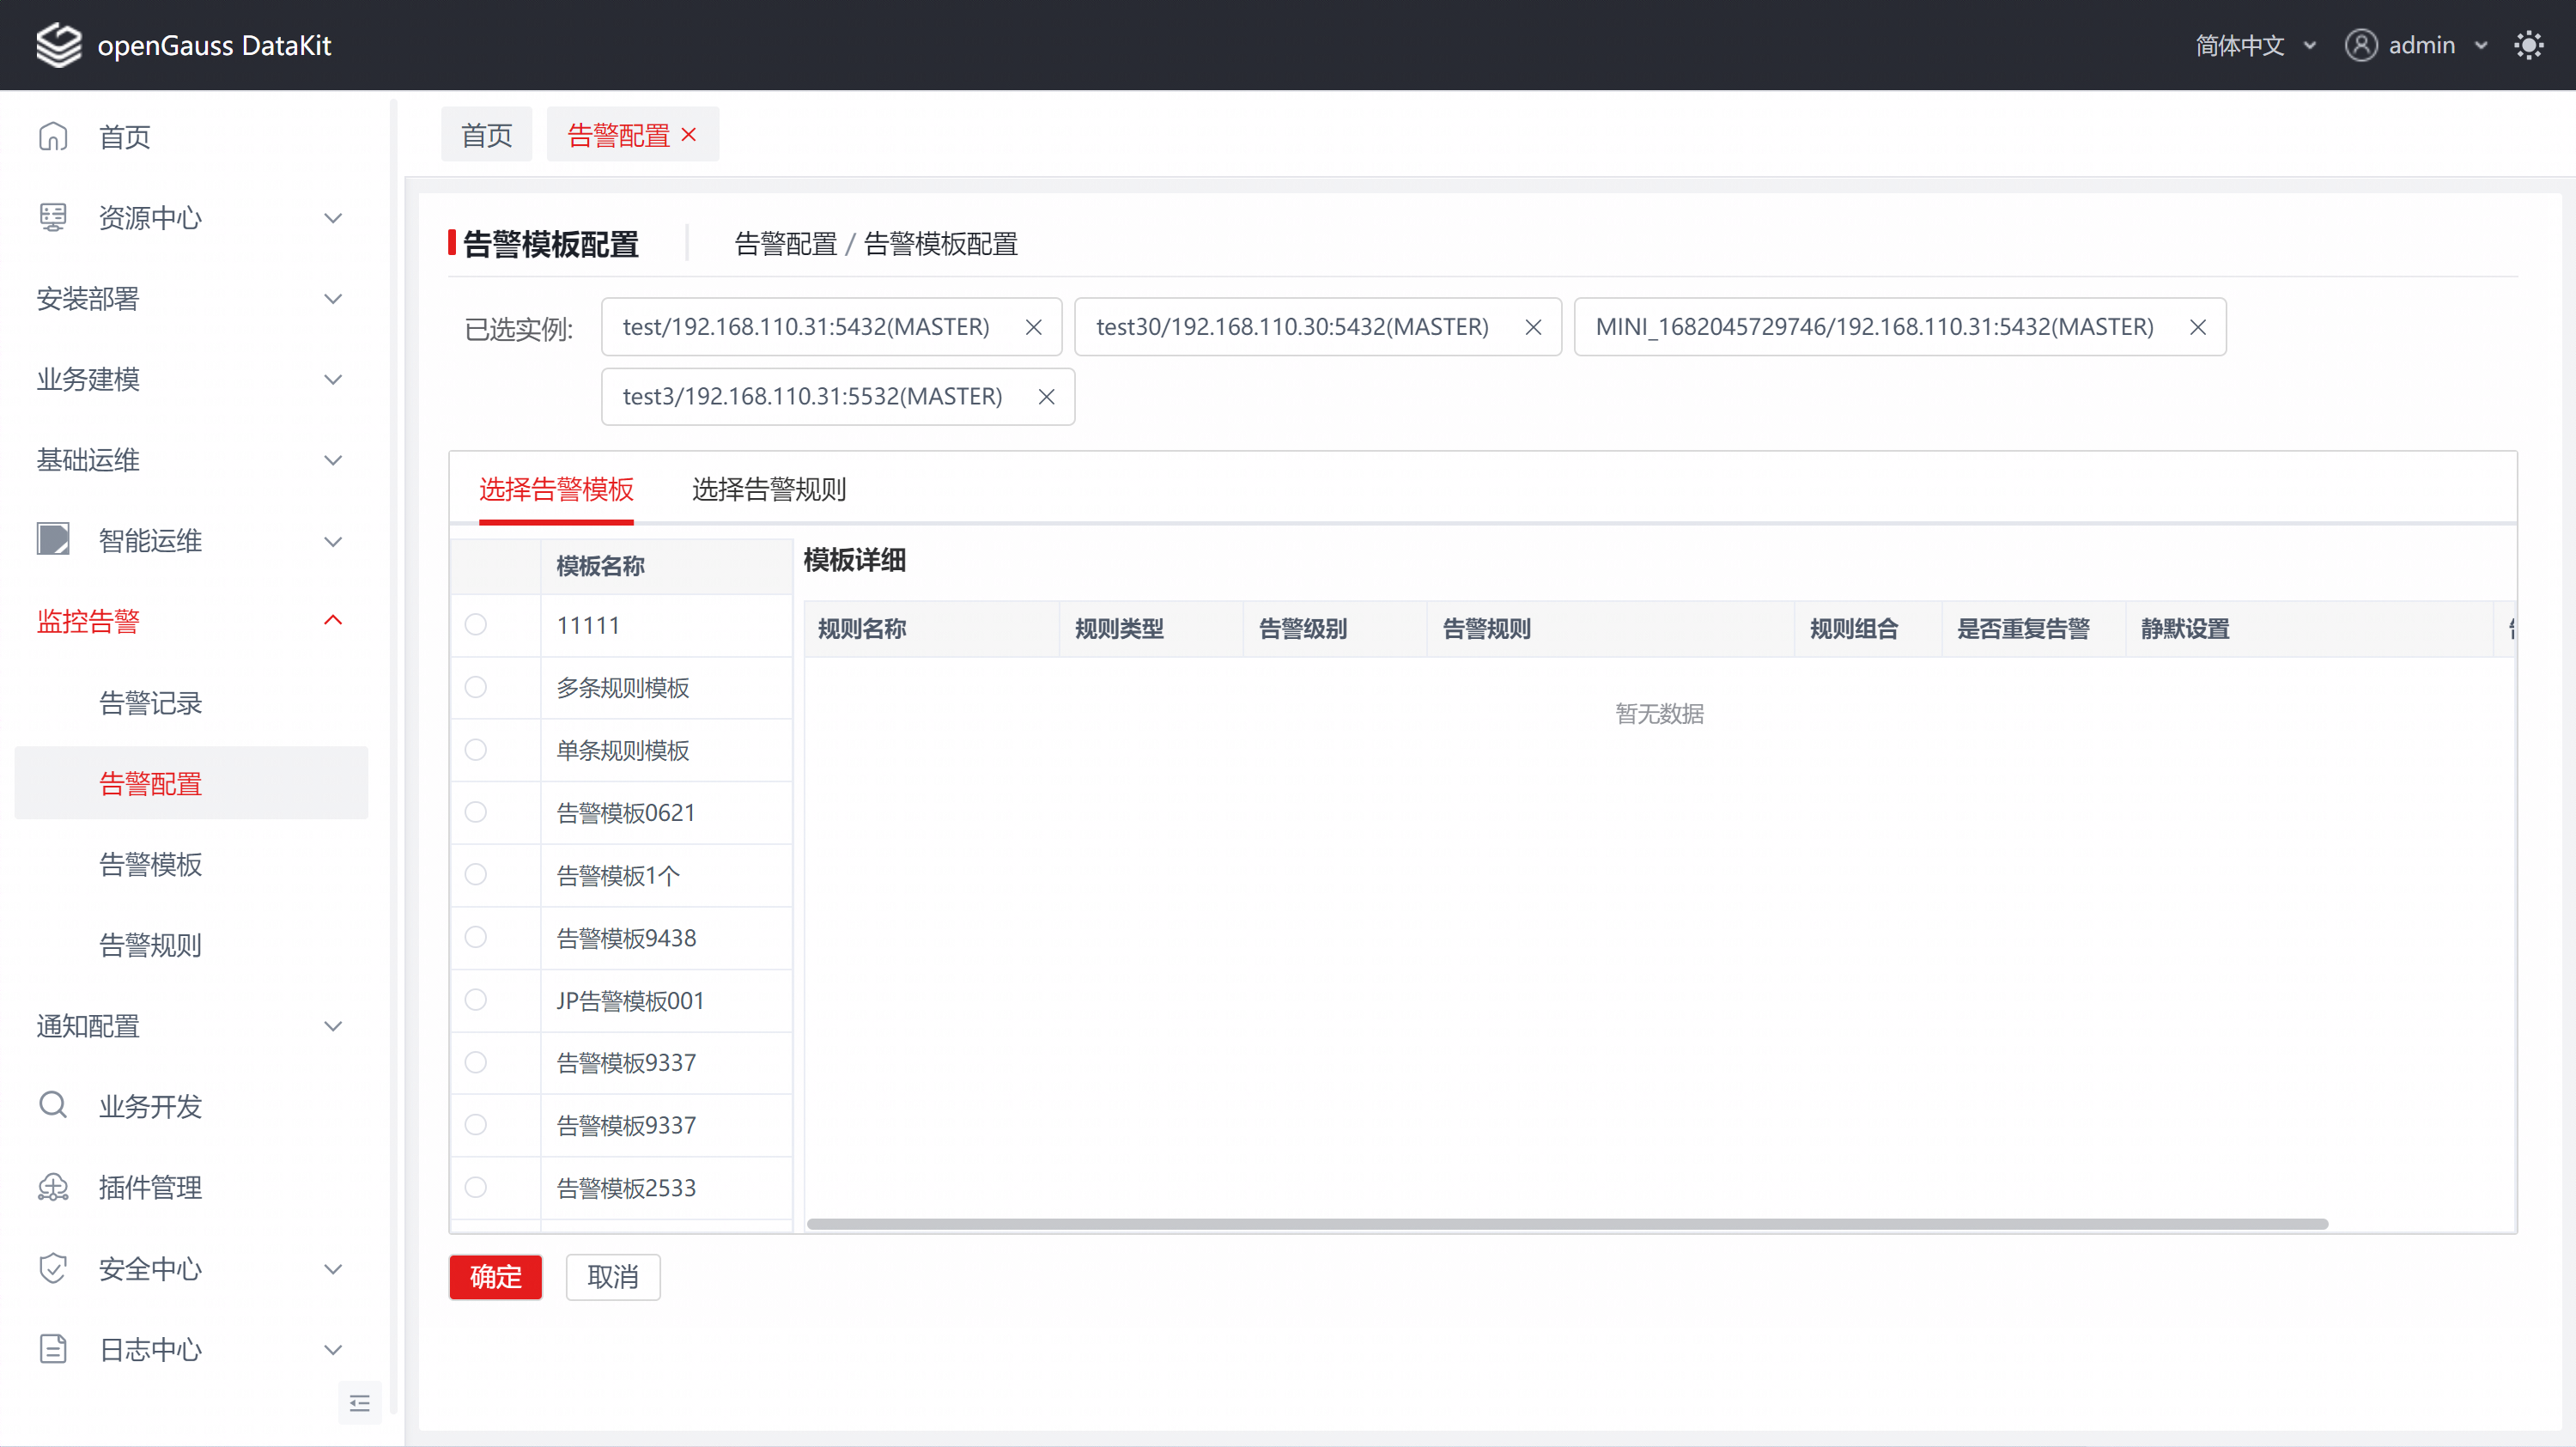 openGauss DataKit
简体中文
admin
首页
资源中心
安装部署
业务建模
基础运维
智能运维
监控告警
告警记录
告警配置
告警模板
告警规则
通知配置
业务开发
插件管理
安全中心
日志中心
首页
告警配置
告警模板配置
告警配置 / 告警模板配置
已选实例:
test/192.168.110.31:5432(MASTER)
test30/192.168.110.30:5432(MASTER)
MINI_1682045729746/192.168.110.31:5432(MASTER)
test3/192.168.110.31:5532(MASTER)
选择告警模板
选择告警规则
模板名称
11111
多条规则模板
单条规则模板
告警模板0621
告警模板1个
告警模板9438
JP告警模板001
告警模板9337
告警模板9337
告警模板2533
模板详细
规则名称
规则类型
告警级别
告警规则
规则组合
是否重复告警
静默设置
暂无数据
确定
取消